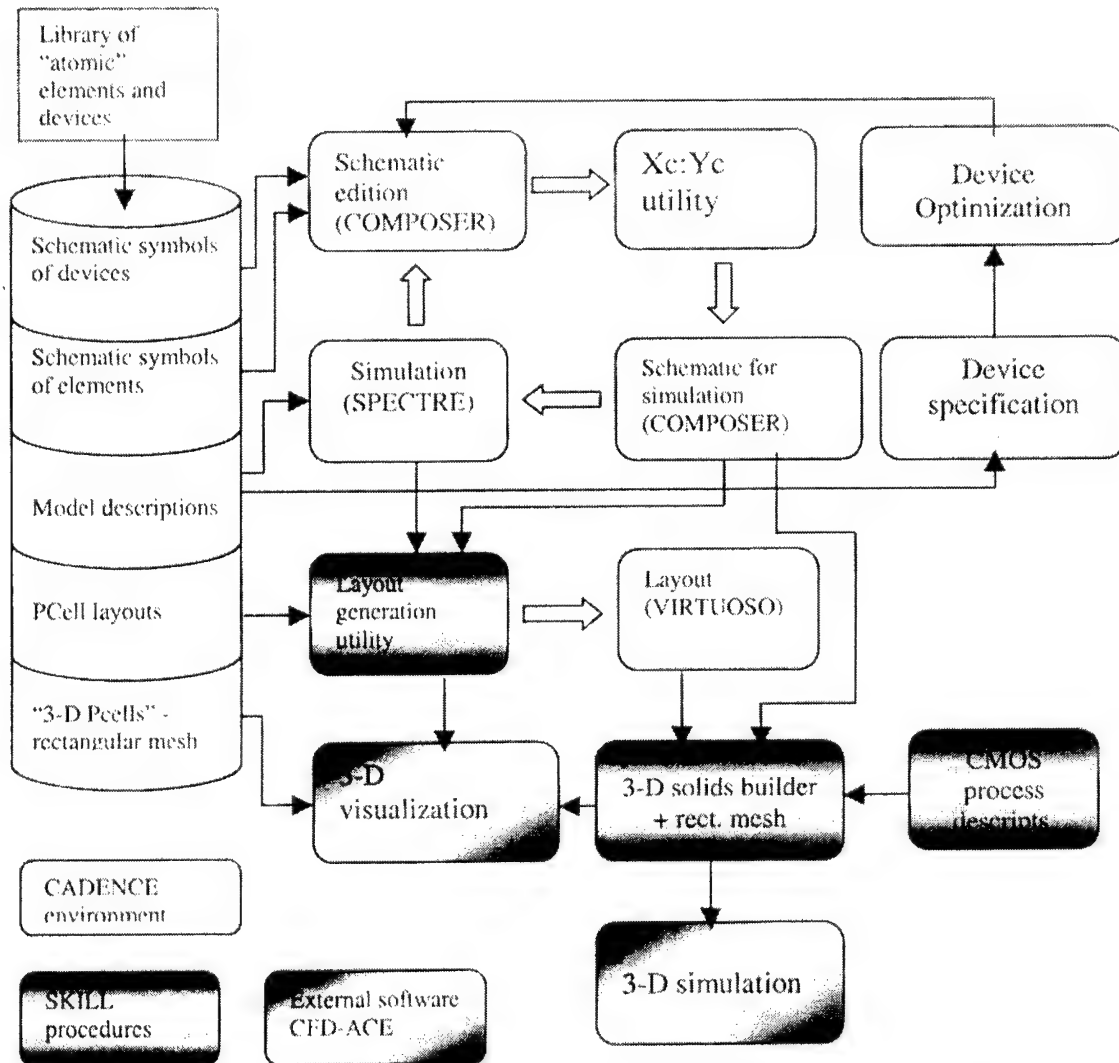 Library of
“atomic”
elements and
devices
Schematic
edition
(COMPOSER)
Xc:Yc
utility
Device
Optimization
Schematic symbols
of devices
Schematic symbols
of elements
Simulation
(SPECTRE)
Schematic for
simulation
(COMPOSER)
Device
specification
Model descriptions
PCell layouts
Layout
generation
utility
Layout
(VIRTUOSO)
“3-D Pcells” -
rectangular mesh
3-D
visualization
3-D solids builder
+ rect. mesh
CMOS
process
descripts
CADENCE
environment
3-D simulation
SKILL
procedures
External software
CFD-ACE